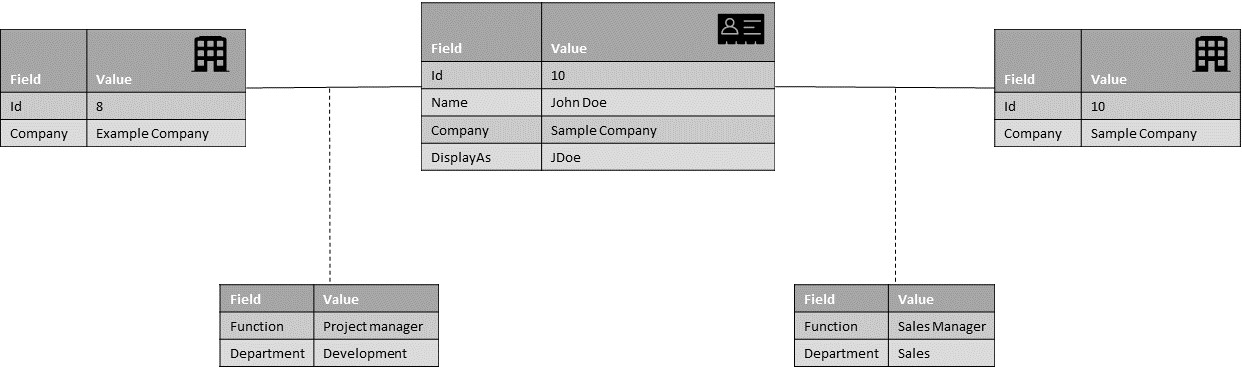 Field Value
Id 8
Company Example Company
Field Value
Id 10
Name John Doe
Company Sample Company
DisplayAs JDoe
Field Value
Id 10
Company Sample Company
Field Value
Function Project manager
Department Development
Field Value
Function Sales Manager
Department Sales